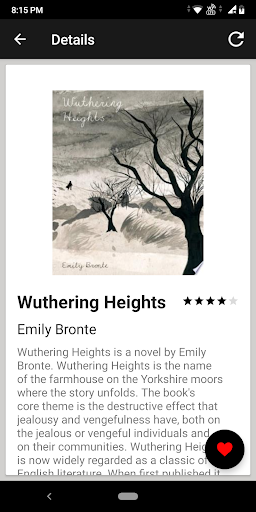 8:15 PM
Details
Wuthering
Heights
Emily Bronte
Wuthering Heights
Emily Bronte
Wuthering Heights is a novel by Emily
Bronte. Wuthering Heights is the name
of the farmhouse on the Yorkshire moors
where the story unfolds. The book's
core theme is the destructive effect that
jealousy and vengefulness have, both on
the jealous or vengeful individuals and
on their communities. Wuthering Heig
is now widely regarded as a classic of
English literature. When first published it